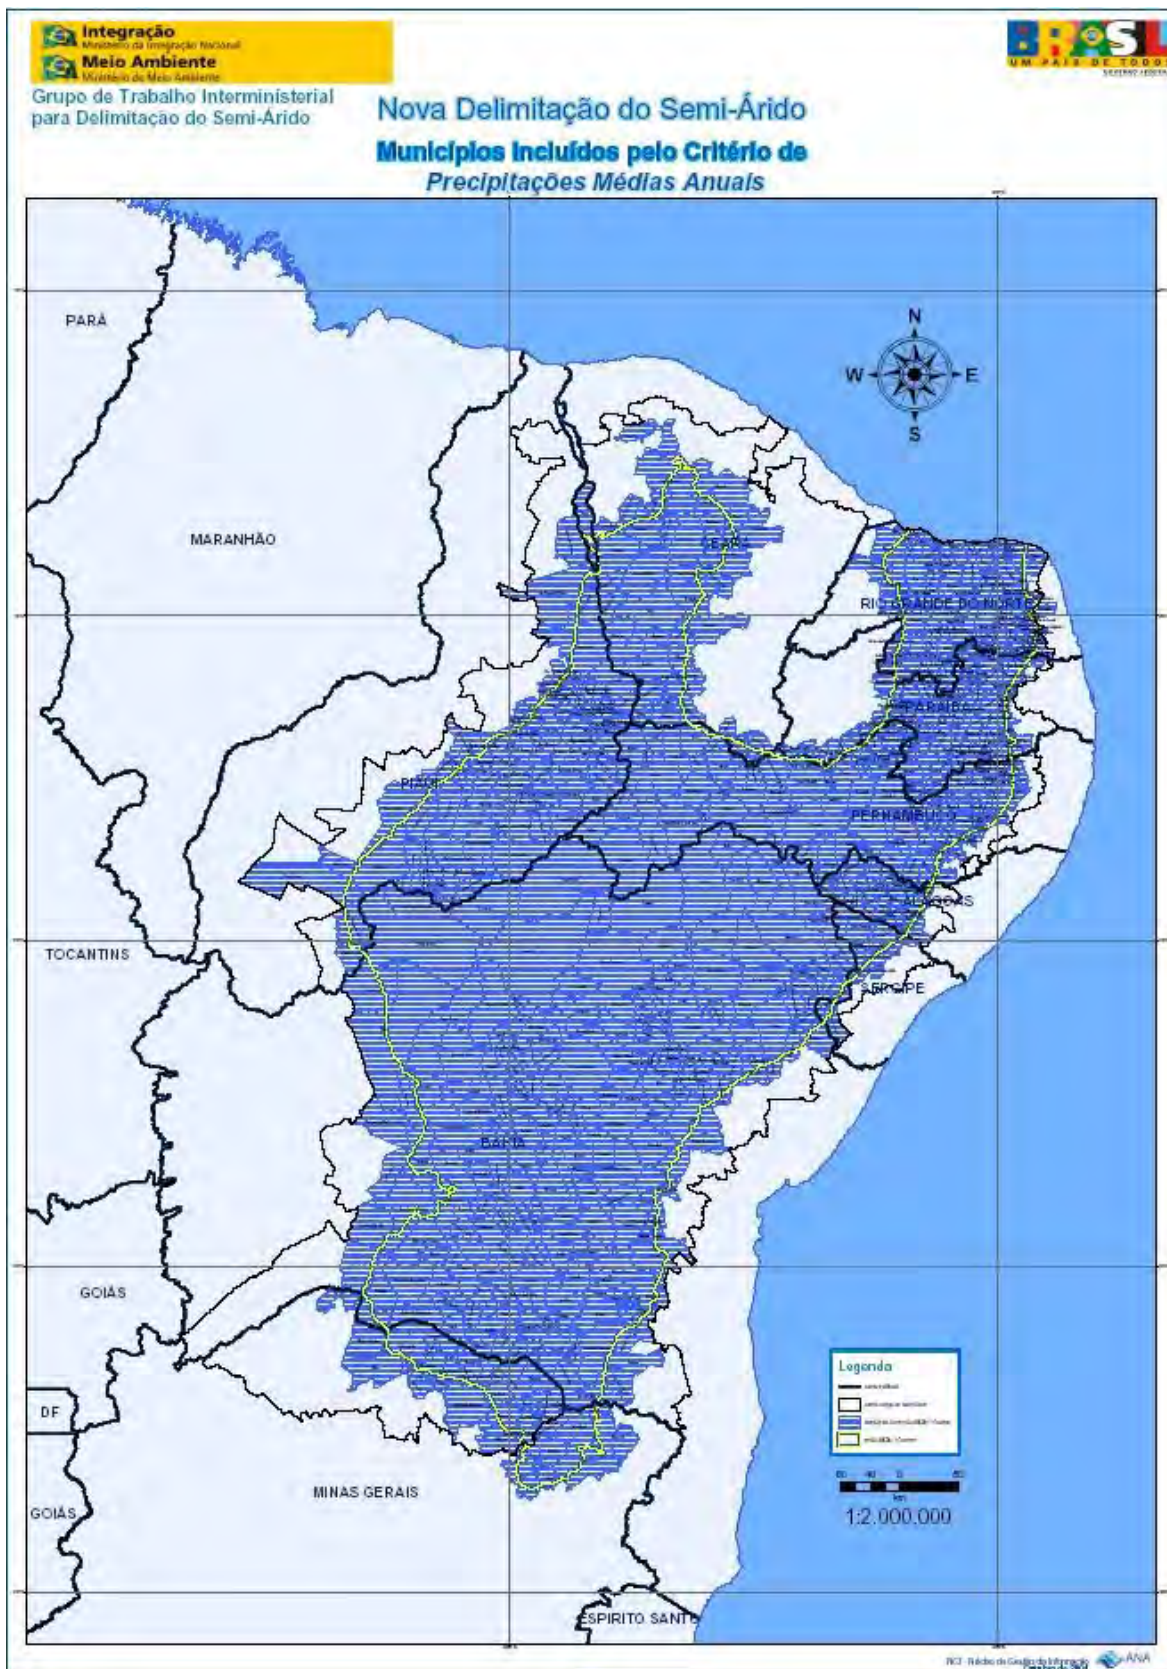 Integração
Ministério da Integração Nacional
Meio Ambiente
Ministério do Meio Ambiente
BRASIL
UM PAÍS DE TODOS
GOVERNO FEDERAL
Grupo de Trabalho Interministerial
para Delimitação do Semi-Árido
Nova Delimitação do Semi-Árido
Municípios Incluídos pelo Critério de
Precipitações Médias Anuais
N
W
E
S
PARÁ
MARANHÃO
CEARÁ
RIO GRANDE DO NORTE
PARAÍBA
PIAUÍ
PERNAMBUCO
ALAGOAS
TOCANTINS
SERGIPE
BAHIA
GOIÁS
Legenda
DF
km
1:2.000.000
MINAS GERAIS
GOIÁS
ESPIRITO SANTO
ANA